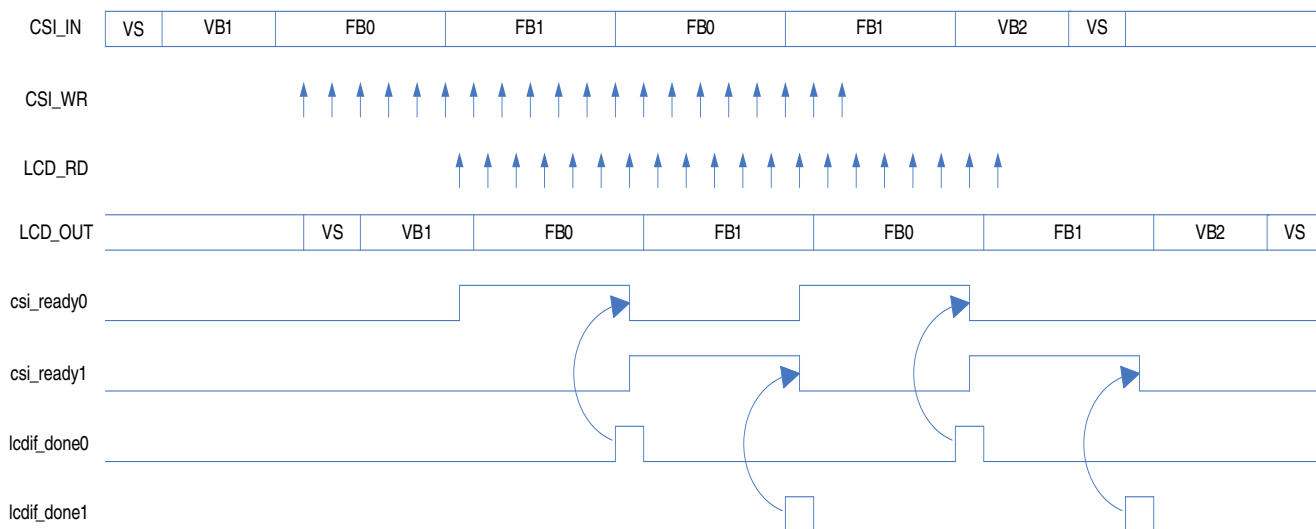 CSI_IN VS VB1 FB0 FB1 FB0 FB1 VB2 VS
CSI_WR
LCD_RD
LCD_OUT VS VB1 FB0 FB1 FB0 FB1 VB2 VS
csi_ready0
csi_ready1
lcdif_done0
lcdif_done1